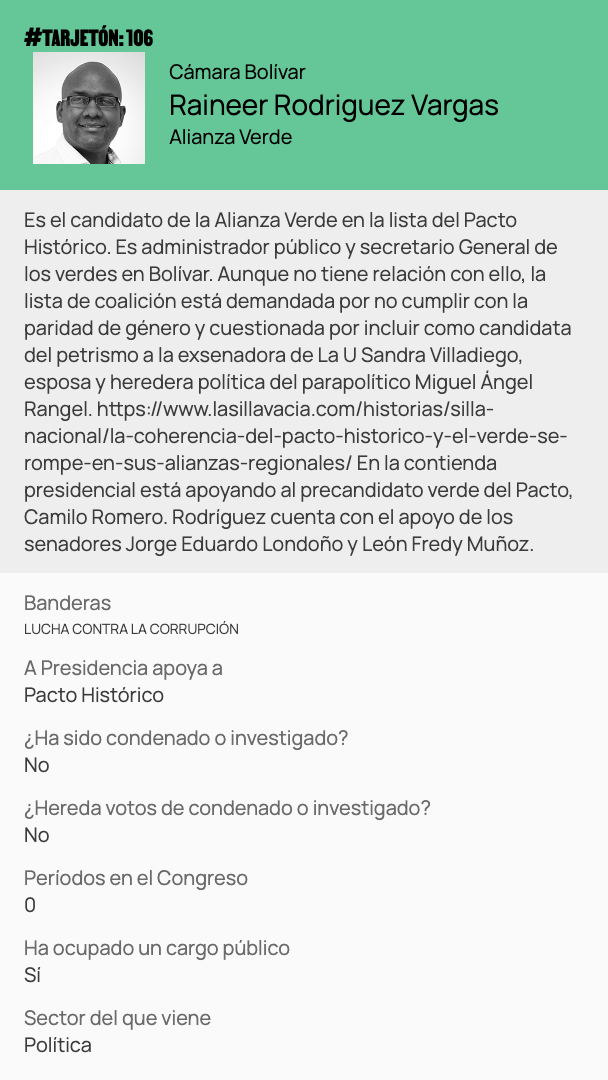 #TARJETÓN: 106
Cámara Bolívar
Raineer Rodriguez Vargas
Alianza Verde
Es el candidato de la Alianza Verde en la lista del Pacto
Histórico. Es administrador público y secretario General de
los verdes en Bolívar. Aunque no tiene relación con ello, la
lista de coalición está demandada por no cumplir con la
paridad de género y cuestionada por incluir como candidata
del petrismo a la exsenadora de La U Sandra Villadiego,
esposa y heredera política del parapolítico Miguel Ángel
Rangel. https://www.lasillavacia.com/historias/silla-
nacional/la-coherencia-del-pacto-historico-y-el-verde-se-
rompe-en-sus-alianzas-regionales/ En la contienda
presidencial está apoyando al precandidato verde del Pacto,
Camilo Romero. Rodríguez cuenta con el apoyo de los
senadores Jorge Eduardo Londoño y León Fredy Muñoz.
Banderas
LUCHA CONTRA LA CORRUPCIÓN
A Presidencia apoya a
Pacto Histórico
¿Ha sido condenado o investigado?
No
¿Hereda votos de condenado o investigado?
No
Períodos en el Congreso
0
Ha ocupado un cargo público
Sí
Sector del que viene
Política